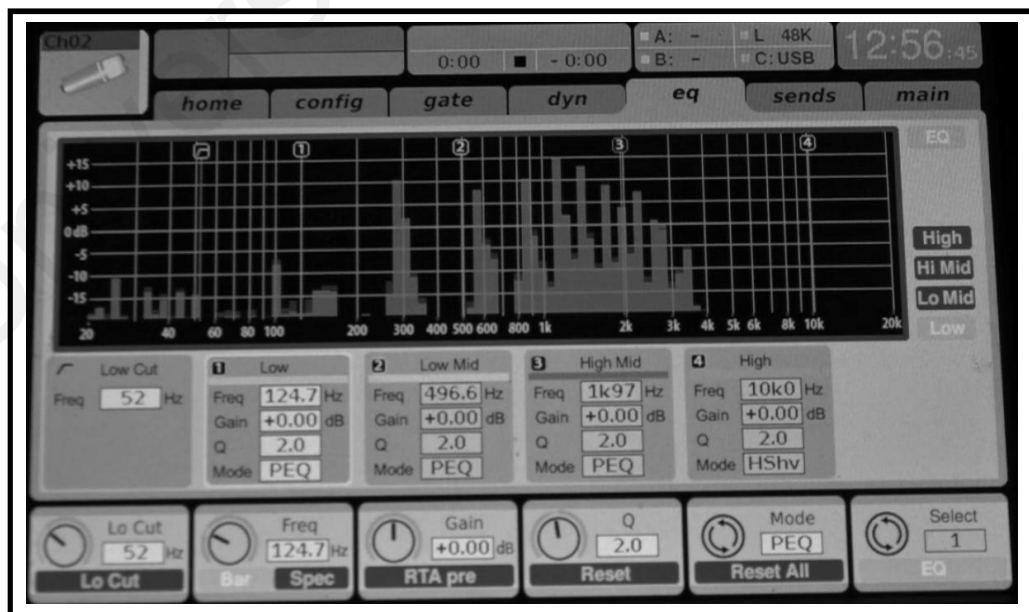 Ch02
A: - L 48K
0:00 - 0:00 B: - C: USB 12:56:45
home config gate dyn eq sends main
EQ
1 2 3 4
+15
+10
+5
0dB
-5
-10
-15
20 40 60 80 100 200 300 400 500 600 800 1k 2k 3k 4k 5k 6k 8k 10k 20k
High
Hi Mid
Lo Mid
Low
Low Cut
Freq 52 Hz
1 Low
Freq 124.7 Hz
Gain +0.00 dB
Q 2.0
Mode PEQ
2 Low Mid
Freq 496.6 Hz
Gain +0.00 dB
Q 2.0
Mode PEQ
3 High Mid
Freq 1k97 Hz
Gain +0.00 dB
Q 2.0
Mode PEQ
4 High
Freq 10k0 Hz
Gain +0.00 dB
Q 2.0
Mode HShv
Lo Cut
52 Hz
Lo Cut
Freq
124.7 Hz
Bar Spec
Gain
+0.00 dB
RTA pre
Q
2.0
Reset
Mode
PEQ
Reset All
Select
1
EQ